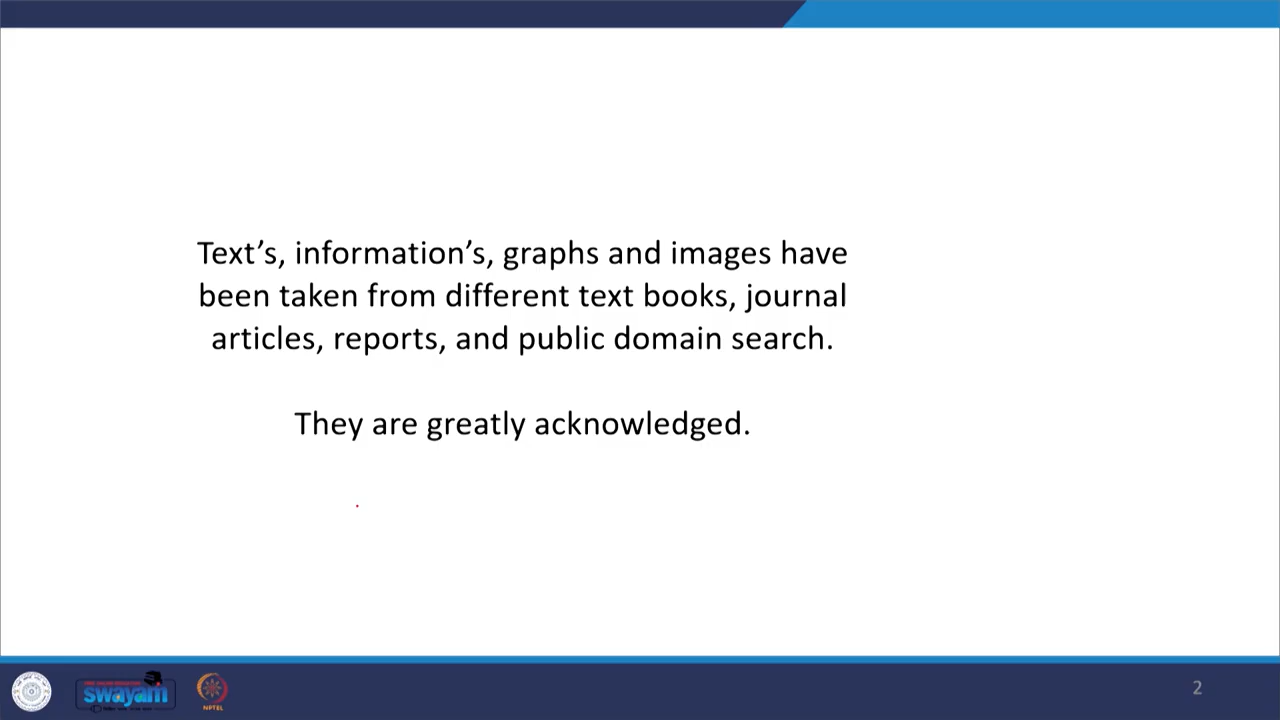 Text’s, information’s, graphs and images have
been taken from different text books, journal
articles, reports, and public domain search.
They are greatly acknowledged.
swayam
NPTEL
2